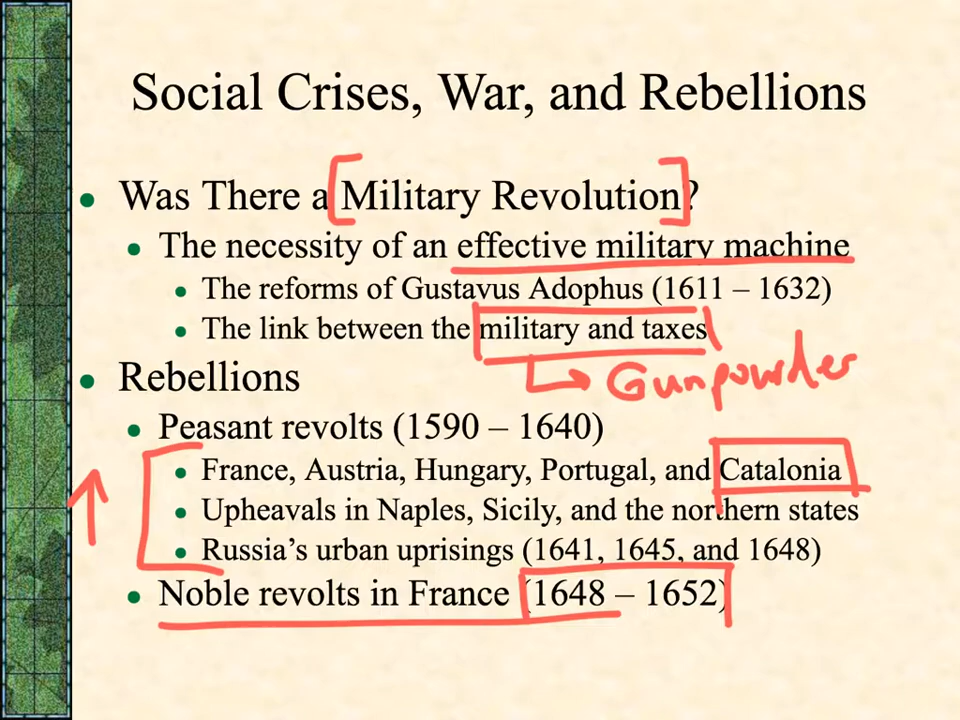 Social Crises, War, and Rebellions
Was There a [Military Revolution]?
The necessity of an effective military machine
The reforms of Gustavus Adophus (1611 – 1632)
The link between the military and taxes
Gunpowder
Rebellions
Peasant revolts (1590 – 1640)
France, Austria, Hungary, Portugal, and Catalonia
Upheavals in Naples, Sicily, and the northern states
Russia’s urban uprisings (1641, 1645, and 1648)
Noble revolts in France (1648 – 1652)